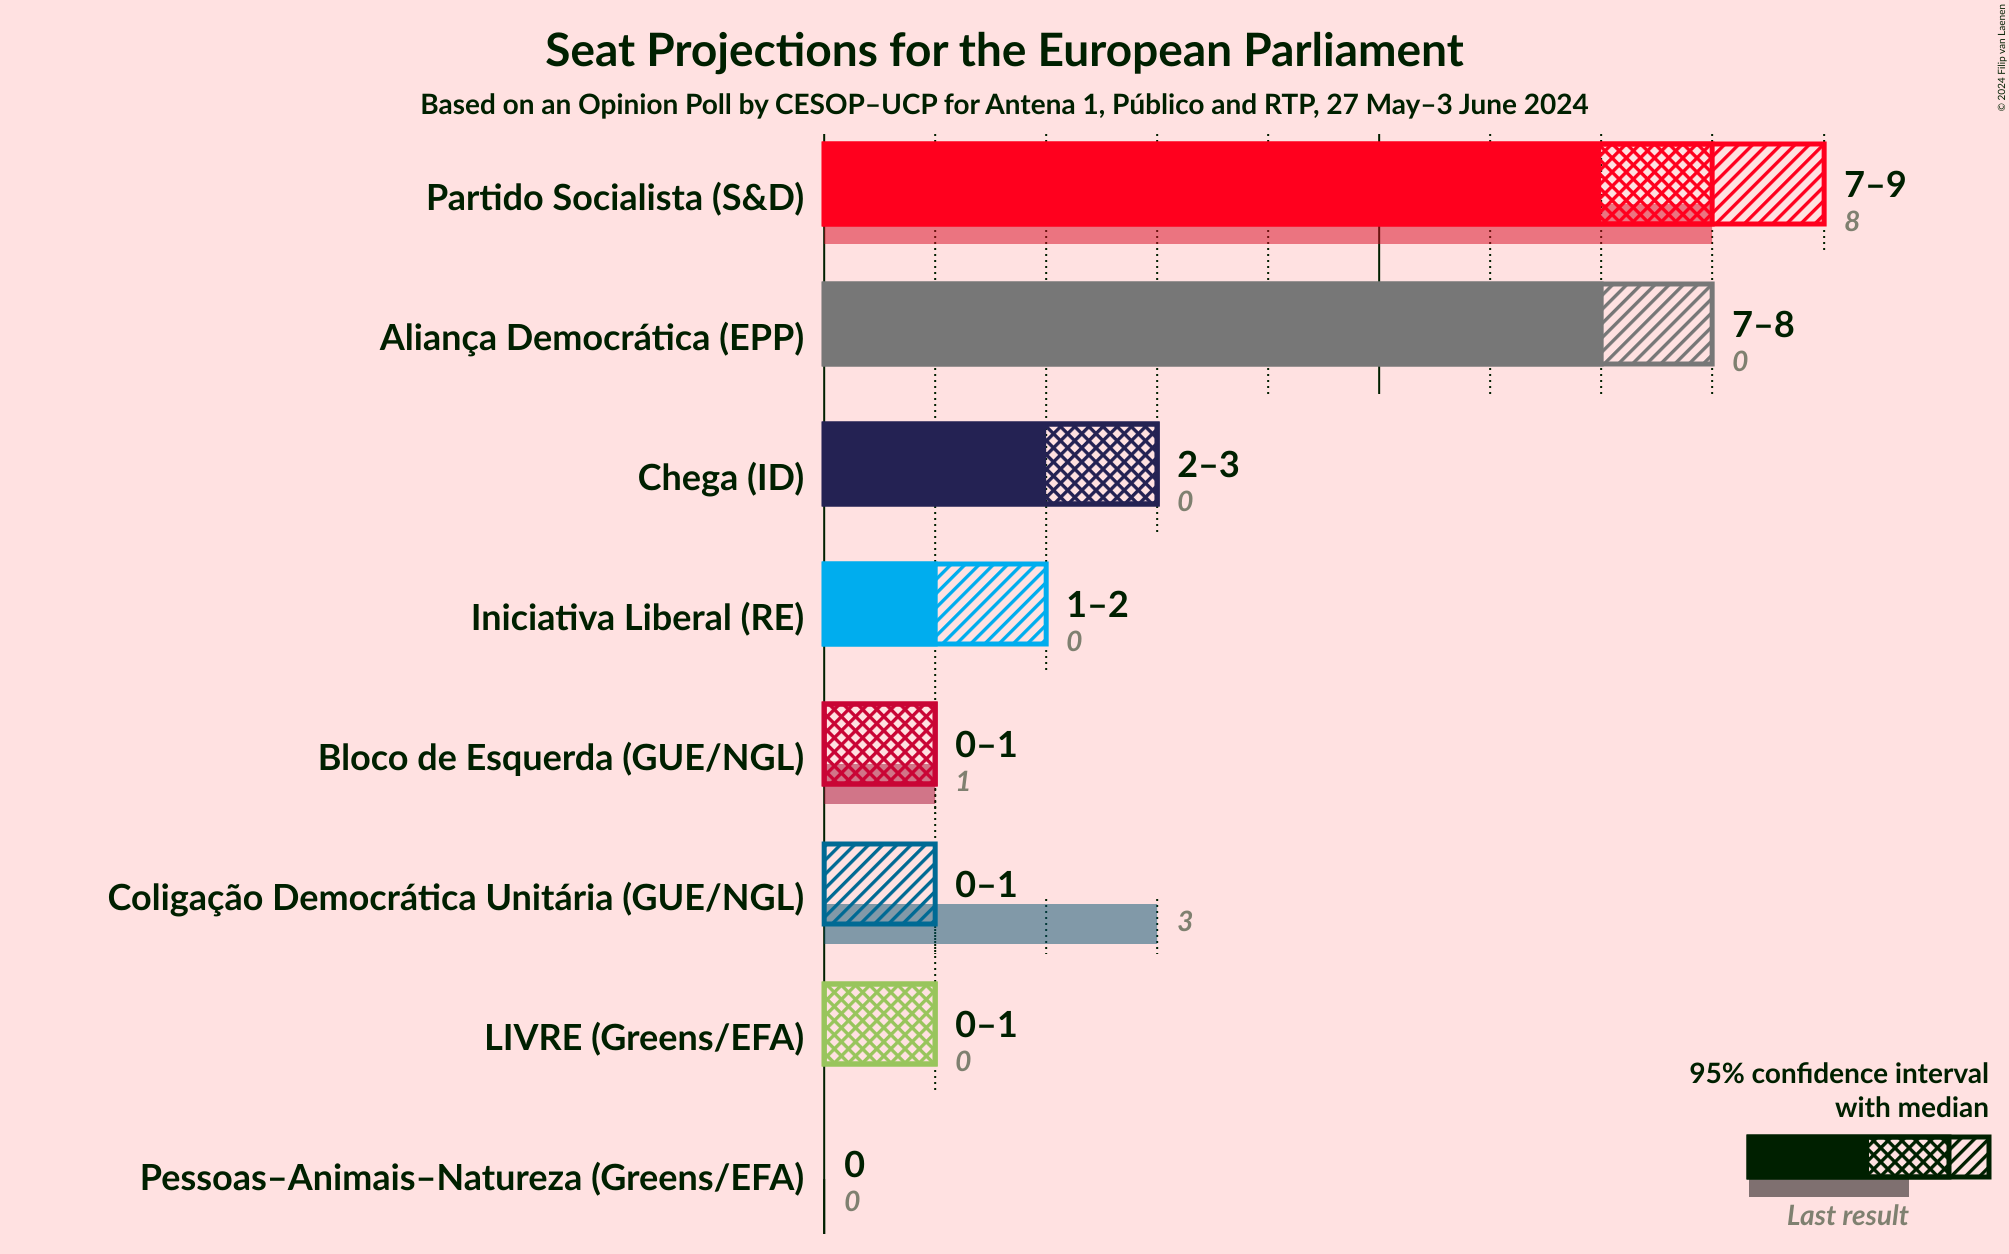 Seat Projections for the European Parliament
Based on an Opinion Poll by CESOP–UCP for Antena 1, Público and RTP, 27 May–3 June 2024
© 2024 Filip van Laenen
Partido Socialista (S&D)
7–9
8
Aliança Democrática (EPP)
7–8
0
Chega (ID)
2–3
0
Iniciativa Liberal (RE)
1–2
0
Bloco de Esquerda (GUE/NGL)
0–1
1
Coligação Democrática Unitária (GUE/NGL)
0–1
3
LIVRE (Greens/EFA)
0–1
0
Pessoas–Animais–Natureza (Greens/EFA)
0
0
95% confidence interval
with median
Last result